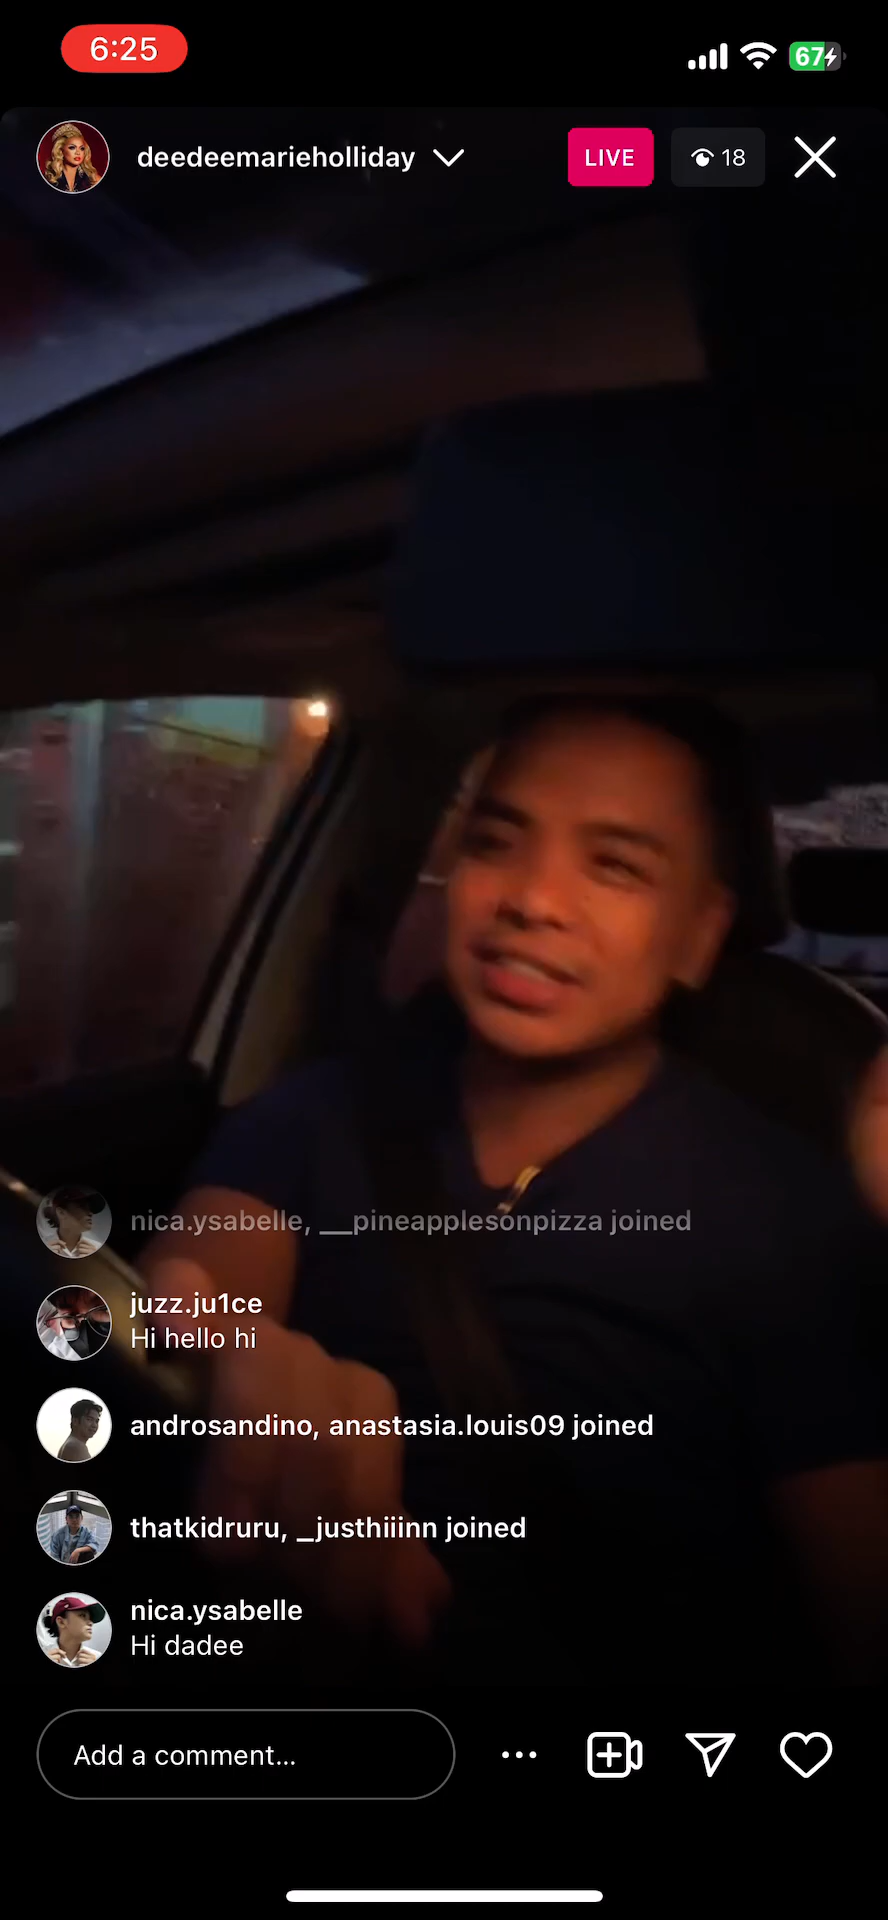 6:25
67
deedeemarieholliday
LIVE
18
nica.ysabelle, __pineapplesonpizza joined
juzz.ju1ce
Hi hello hi
androsandino, anastasia.louis09 joined
thatkidruru, _justhiiinn joined
nica.ysabelle
Hi dadee
Add a comment...